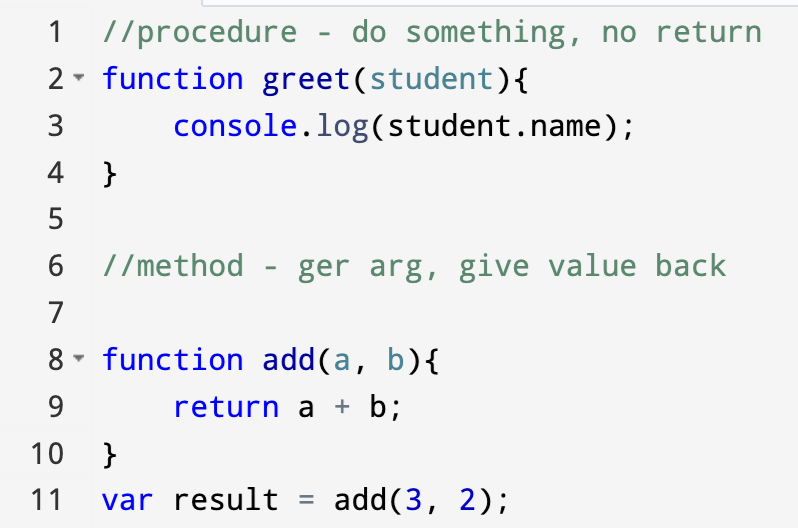 1 //procedure - do something, no return
2 function greet(student){
3     console.log(student.name);
4 }
5
6 //method - ger arg, give value back
7
8 function add(a, b){
9     return a + b;
10 }
11 var result = add(3, 2);